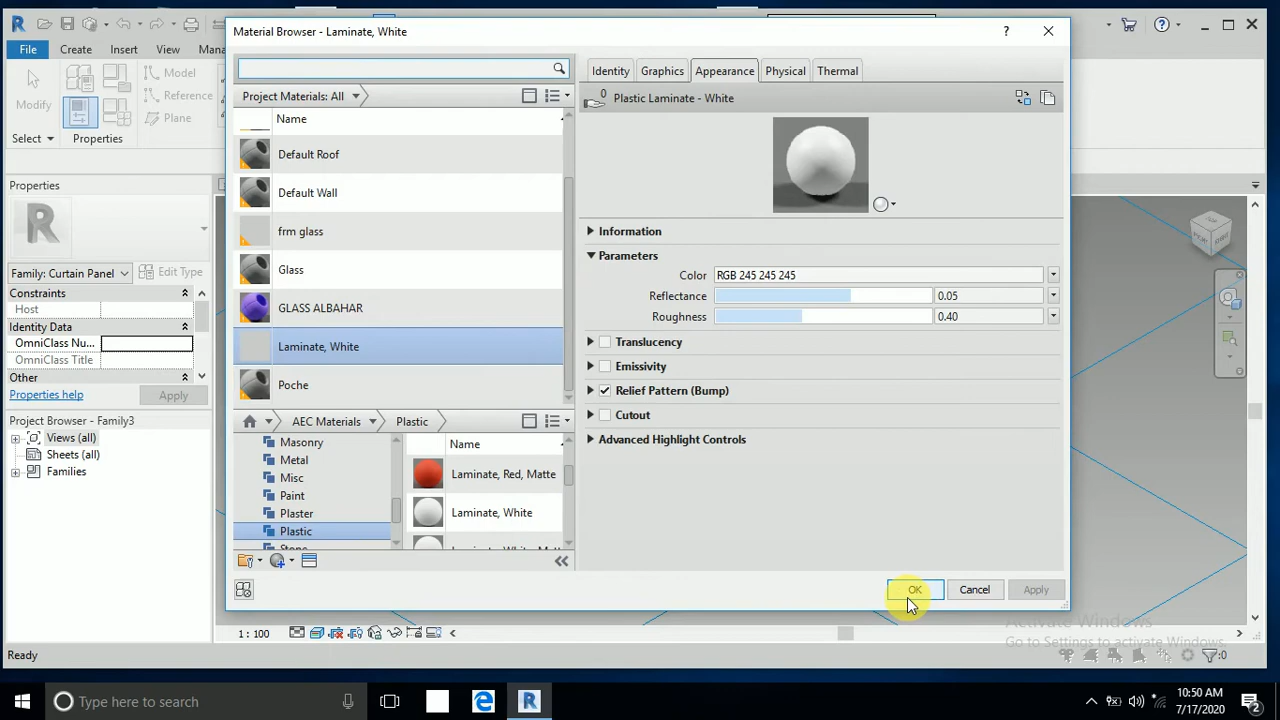 Material Browser - Laminate, White
?
File
Create
Insert
View
Mana
Modify
Model
Reference
Plane
Select
Properties
Project Materials: All
Name
Default Roof
Default Wall
frm glass
Glass
GLASS ALBAHAR
Laminate, White
Poche
AEC Materials
Plastic
Masonry
Metal
Misc
Paint
Plaster
Plastic
Stone
Name
Laminate, Red, Matte
Laminate, White
Identity
Graphics
Appearance
Physical
Thermal
0
Plastic Laminate - White
Information
Parameters
Color
RGB 245 245 245
Reflectance
0.05
Roughness
0.40
Translucency
Emissivity
Relief Pattern (Bump)
Cutout
Advanced Highlight Controls
OK
Cancel
Apply
Properties
R
Family: Curtain Panel
Edit Type
Constraints
Host
Identity Data
OmniClass Nu...
OmniClass Title
Other
Properties help
Apply
Project Browser - Family3
Views (all)
Sheets (all)
Families
1 : 100
Activate Windows
Go to Settings to activate Windows.
Ready
:0
Type here to search
10:50 AM
7/17/2020
2